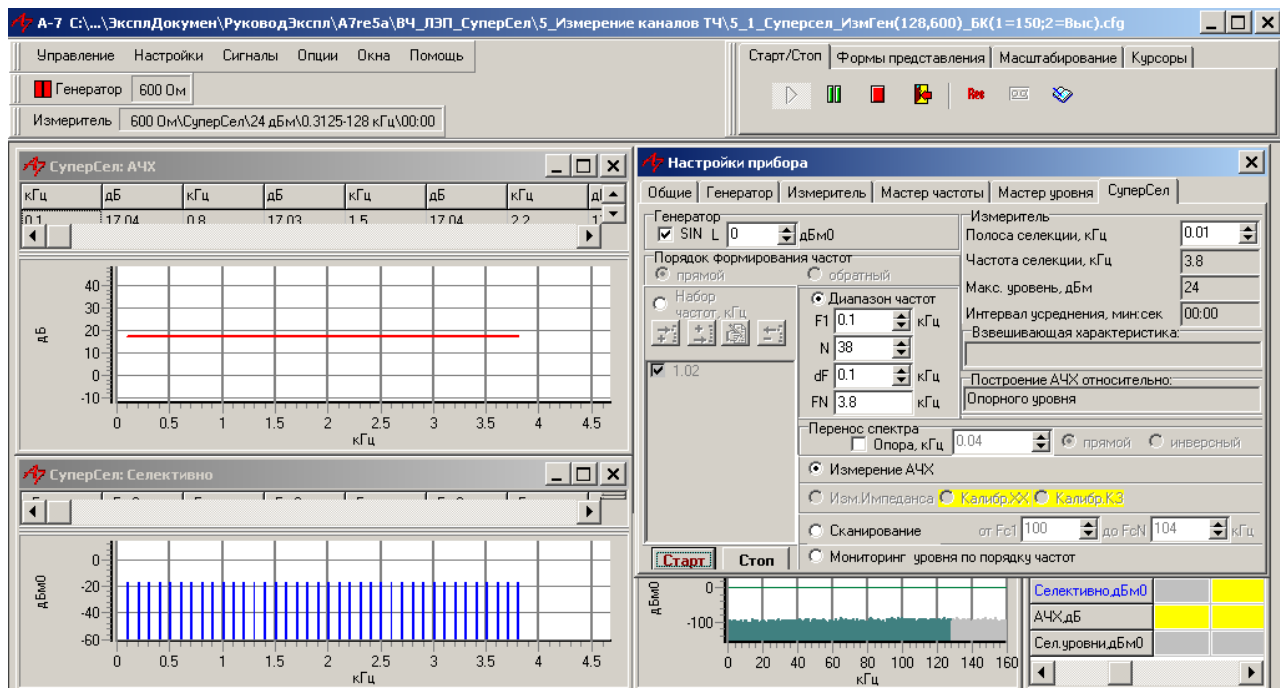 A-7 C:\...\ЭксплДокумен\РуководЭкспл\A7re5a\ВЧ_ЛЭП_СуперСел\5_Измерение каналов ТЧ\5_1_Суперсел_ИзмГен(128,600)_БК(1=150;2=Выс).cfg
Управление Настройки Сигналы Опции Окна Помощь
Генератор 600 Ом
Измеритель 600 Ом\СуперСел\24 дБм\0.3125-128 кГц\00:00
Старт/Стоп Формы представления Масштабирование Курсоры
Rec
СуперСел: АЧХ
кГц дБ кГц дБ кГц дБ кГц
0.1 17.04 0.8 17.03 1.5 17.04 2.2
дБ
40
30
20
10
0
-10
0 0.5 1 1.5 2 2.5 3 3.5 4 4.5
кГц
СуперСел: Селективно
дБм0
0
-20
-40
-60
0 0.5 1 1.5 2 2.5 3 3.5 4 4.5
кГц
Настройки прибора
Общие Генератор Измеритель Мастер частоты Мастер уровня СуперСел
Генератор
SIN L 0 дБм0
Порядок формирования частот
прямой обратный
Набор
частот, кГц
1.02
Диапазон частот
F1 0.1 кГц
N 38
dF 0.1 кГц
FN 3.8 кГц
Измеритель
Полоса селекции, кГц 0.01
Частота селекции, кГц 3.8
Макс. уровень, дБм 24
Интервал усреднения, мин:сек 00:00
Взвешивающая характеристика:
Построение АЧХ относительно:
Опорного уровня
Перенос спектра
Опора, кГц 0.04 прямой инверсный
Измерение АЧХ
Изм.Импеданса Калибр.ХХ Калибр.КЗ
Сканирование от Fc1 100 до FcN 104 кГц
Мониторинг уровня по порядку частот
Старт Стоп
дБм0
0
-100
0 20 40 60 80 100 120 140 160
кГц
Селективно,дБм0
АЧХ,дБ
Сел.уровни,дБм0